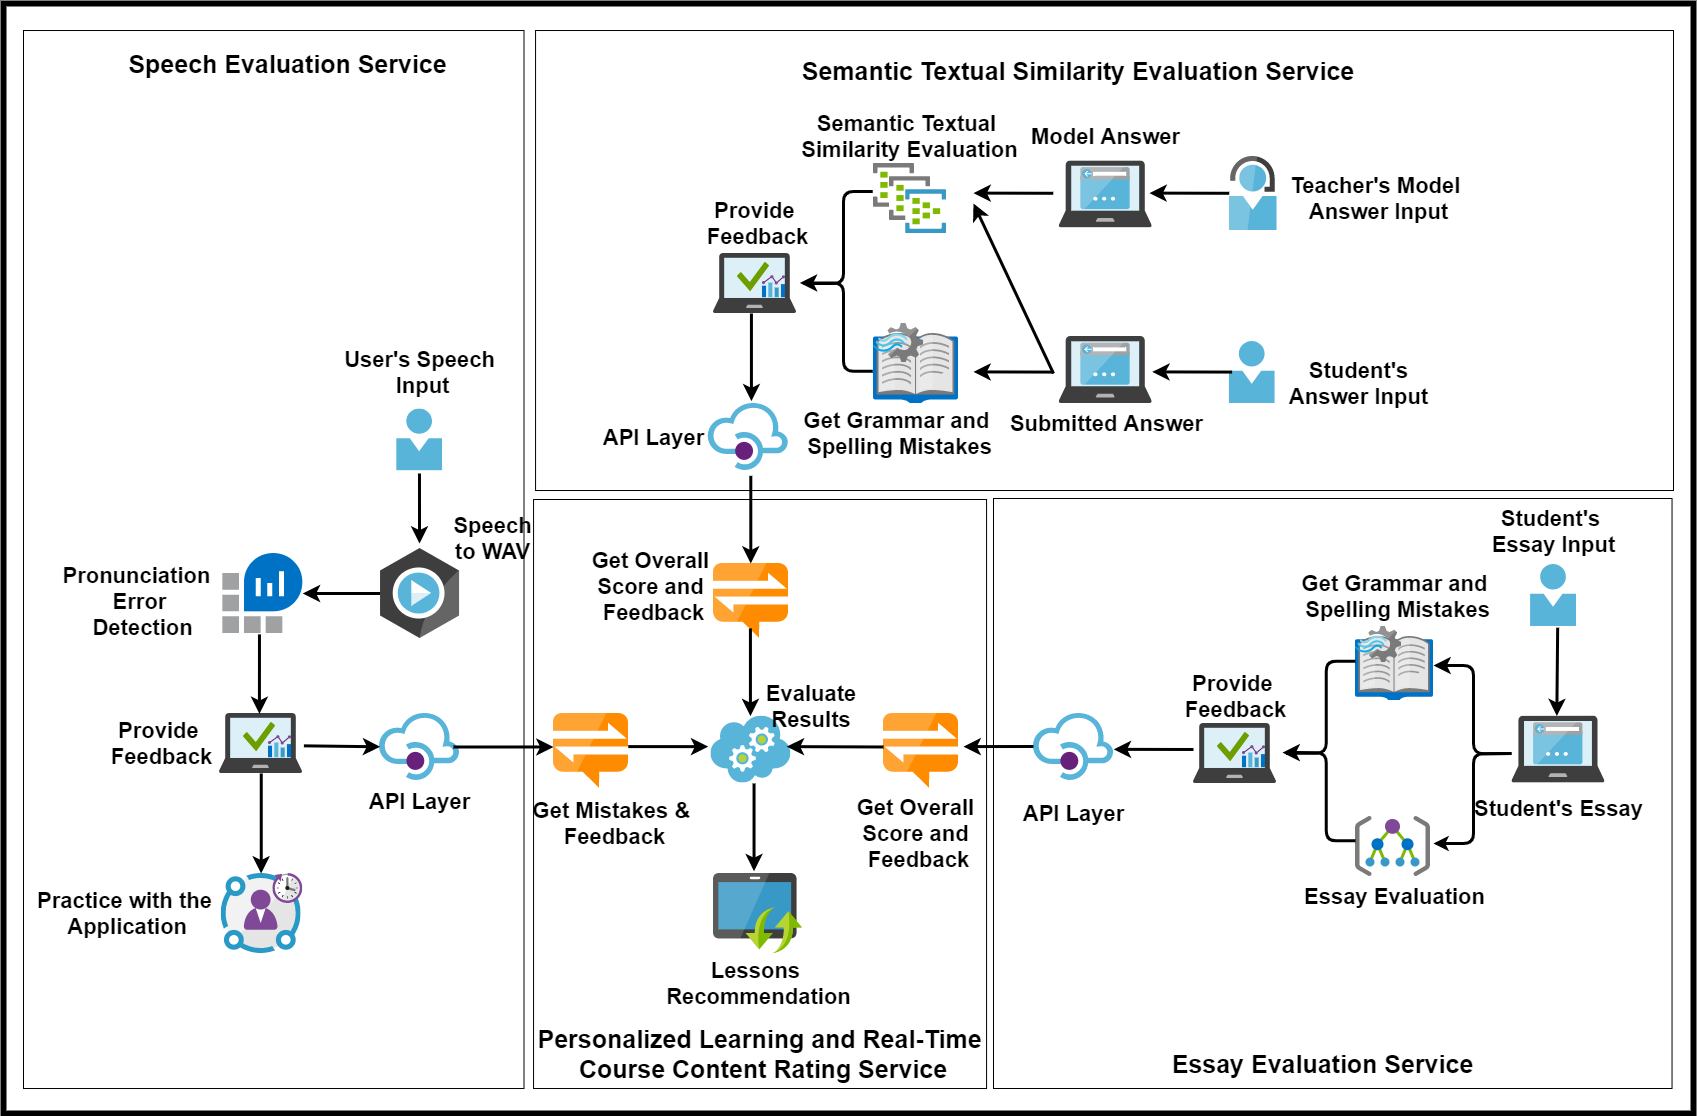 Speech Evaluation Service
User's Speech
Input
Speech
to WAV
Pronunciation
Error
Detection
Provide
Feedback
API Layer
Practice with the
Application
Semantic Textual Similarity Evaluation Service
Semantic Textual
Similarity Evaluation
Model Answer
Teacher's Model
Answer Input
Provide
Feedback
Student's
Answer Input
Submitted Answer
Get Grammar and
Spelling Mistakes
API Layer
Get Overall
Score and
Feedback
Evaluate
Results
Get Mistakes &
Feedback
Get Overall
Score and
Feedback
Lessons
Recommendation
Personalized Learning and Real-Time
Course Content Rating Service
Student's
Essay Input
Get Grammar and
Spelling Mistakes
Provide
Feedback
API Layer
Student's Essay
Essay Evaluation
Essay Evaluation Service